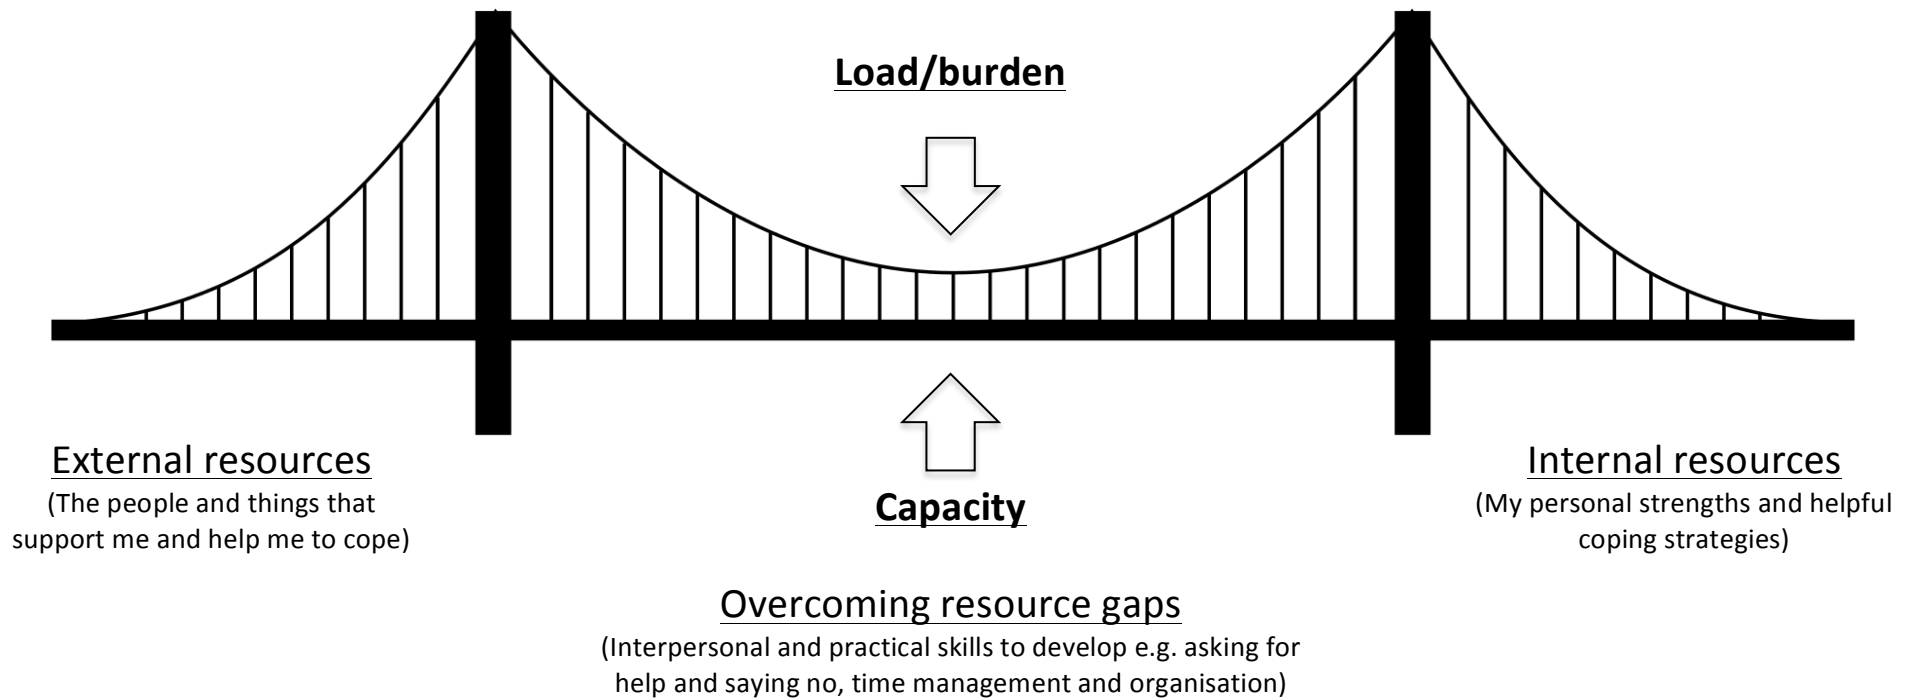 Load/burden
External resources
(The people and things that
support me and help me to cope)
Capacity
Internal resources
(My personal strengths and helpful
coping strategies)
Overcoming resource gaps
(Interpersonal and practical skills to develop e.g. asking for
help and saying no, time management and organisation)